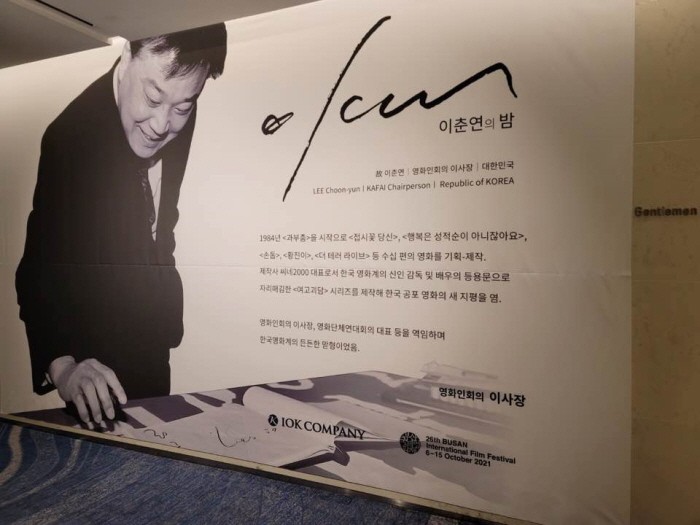 이춘연의 밤
故 이춘연 | 영화인회의 이사장 | 대한민국
LEE Choon-yun | KAFAI Chairperson | Republic of KOREA
Gentlemen
1984년 <과부춤>를 시작으로 <접시꽃 당신>, <행복은 성적순이 아니잖아요>,
<손톱>, <황진이>, <더 테러 라이브> 등 수십 편의 영화를 기획·제작.
제작사 씨네2000 대표로서 한국 영화계의 신인 감독 및 배우의 등용문으로
자리매김한 <여고괴담> 시리즈를 제작해 한국 공포 영화의 새 지평을 엶.
영화인회의 이사장, 영화단체연대회의 대표 등을 역임하며
한국영화계의 든든한 맏형이었음.
영화인회의 이사장
IOK COMPANY
26th BUSAN
International Film Festival
6–15 October 2021